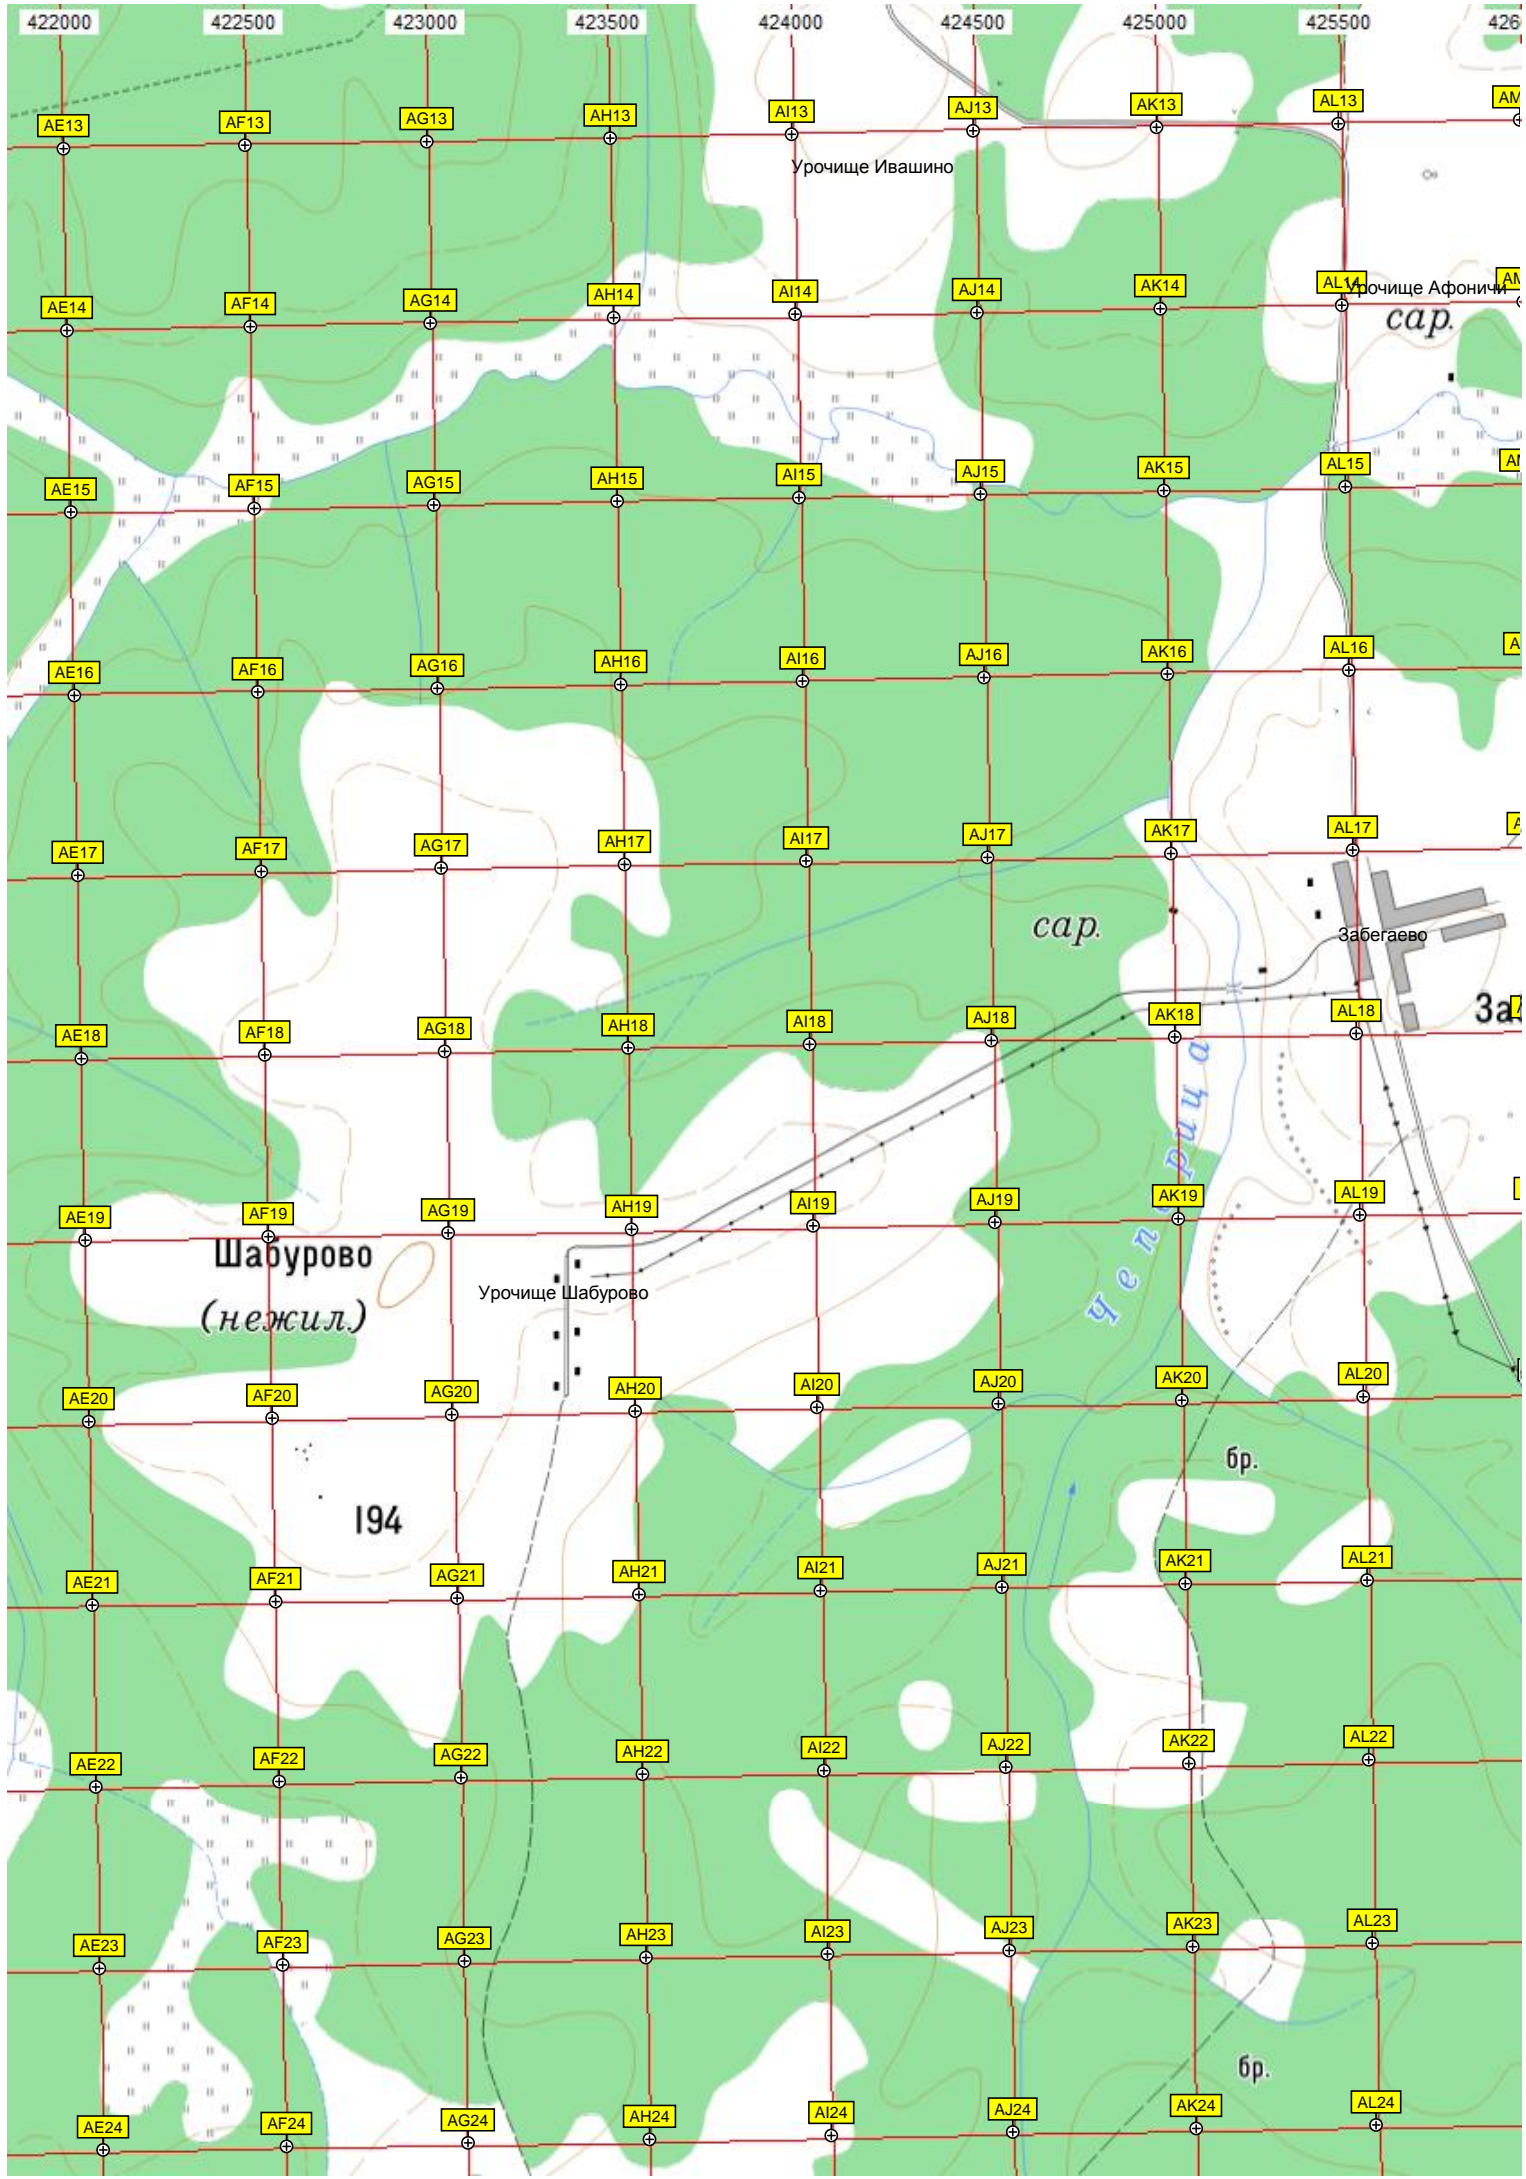 422000 422500 423000 423500 424000 424500 425000 425500 426
AE13 AF13 AG13 AH13 AI13 AJ13 AK13 AL13 AM
Урочище Ивашино
AE14 AF14 AG14 AH14 AI14 AJ14 AK14 AL14 AM
Урочище Афоничи
сар.
AE15 AF15 AG15 AH15 AI15 AJ15 AK15 AL15 AM
AE16 AF16 AG16 AH16 AI16 AJ16 AK16 AL16 A
AE17 AF17 AG17 AH17 AI17 AJ17 AK17 AL17 A
сар.
Забегаево
Заб
AE18 AF18 AG18 AH18 AI18 AJ18 AK18 AL18
Чеприца
AE19 AF19 AG19 AH19 AI19 AJ19 AK19 AL19
Шабурово
(нежил.)
Урочище Шабурово
AE20 AF20 AG20 AH20 AI20 AJ20 AK20 AL20
бр.
194
AE21 AF21 AG21 AH21 AI21 AJ21 AK21 AL21
AE22 AF22 AG22 AH22 AI22 AJ22 AK22 AL22
AE23 AF23 AG23 AH23 AI23 AJ23 AK23 AL23
бр.
AE24 AF24 AG24 AH24 AI24 AJ24 AK24 AL24